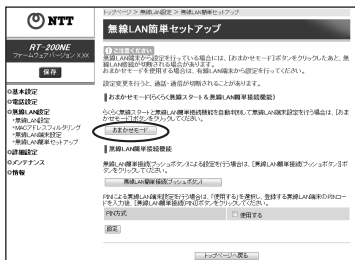 NTT
RT-200NE
ファームウェアバージョン X.XX
保存
基本設定
電話設定
無線LAN設定
*無線LAN設定
*MACアドレスフィルタリング
*無線LAN端末設定
*無線LAN簡単セットアップ
詳細設定
メンテナンス
情報
トップページ > 無線LAN設定 > 無線LAN簡単セットアップ
無線LAN簡単セットアップ
ご注意ください
無線LAN端末から設定を行っている場合には、[おまかせモード]ボタンをクリックしたあと、無線LAN接続が切断される場合があります。
おまかせモードを使用する場合は、有線LAN端末から設定を行ってください。
設定変更を行うと、通話・通信が切断されることがあります。
おまかせモード(らくらく無線スタート&無線LAN簡単接続機能)
らくらく無線スタートと無線LAN簡単接続機能を自動判別して無線LAN端末設定を行う場合は、[おまかせモード]ボタンをクリックしてください。
おまかせモード
無線LAN簡単接続機能
無線LAN簡単接続(プッシュボタン)による設定を行う場合は、[無線LAN簡単接続(プッシュボタン)]ボタンをクリックしてください。
無線LAN簡単接続(プッシュボタン)
PINによる無線LAN端末設定を行う場合は、「使用する」を選択し、登録する無線LAN端末のPINコードを入力後、[無線LAN簡単接続(PIN)]ボタンをクリックしてください。
PIN方式
使用する
設定
トップページへ戻る